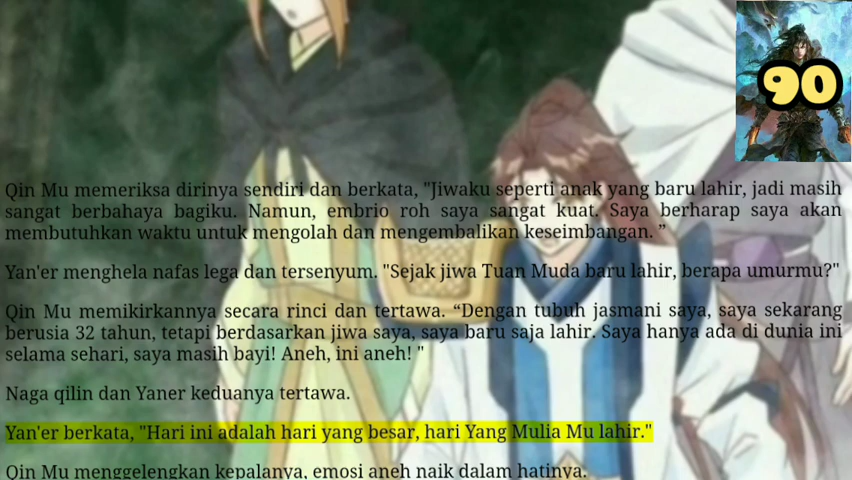 90
Qin Mu memeriksa dirinya sendiri dan berkata, "Jiwaku seperti anak yang baru lahir, jadi masih
sangat berbahaya bagiku. Namun, embrio roh saya sangat kuat. Saya berharap saya akan
membutuhkan waktu untuk mengolah dan mengembalikan keseimbangan. ”
Yan'er menghela nafas lega dan tersenyum. "Sejak jiwa Tuan Muda baru lahir, berapa umurmu?"
Qin Mu memikirkannya secara rinci dan tertawa. “Dengan tubuh jasmani saya, saya sekarang
berusia 32 tahun, tetapi berdasarkan jiwa saya, saya baru saja lahir. Saya hanya ada di dunia ini
selama sehari, saya masih bayi! Aneh, ini aneh! "
Naga qilin dan Yaner keduanya tertawa.
Yan'er berkata, "Hari ini adalah hari yang besar, hari Yang Mulia Mu lahir."
Qin Mu menggelengkan kepalanya, emosi aneh naik dalam hatinya.